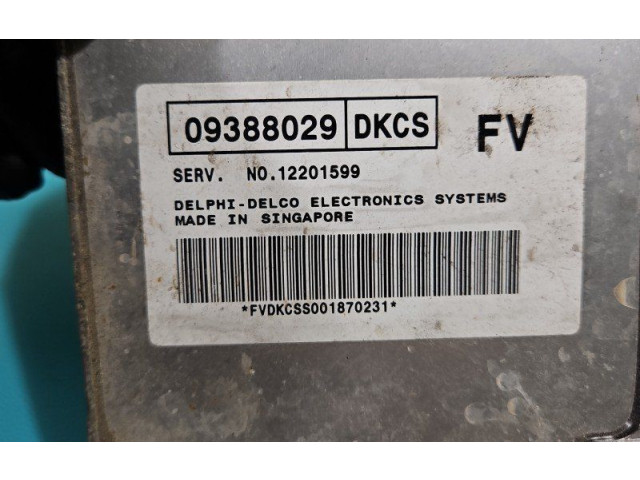 09388029 DKCS FV
SERV. NO.12201599
DELPHI-DELCO ELECTRONICS SYSTEMS
MADE IN SINGAPORE
*FVDKCSS001870231*